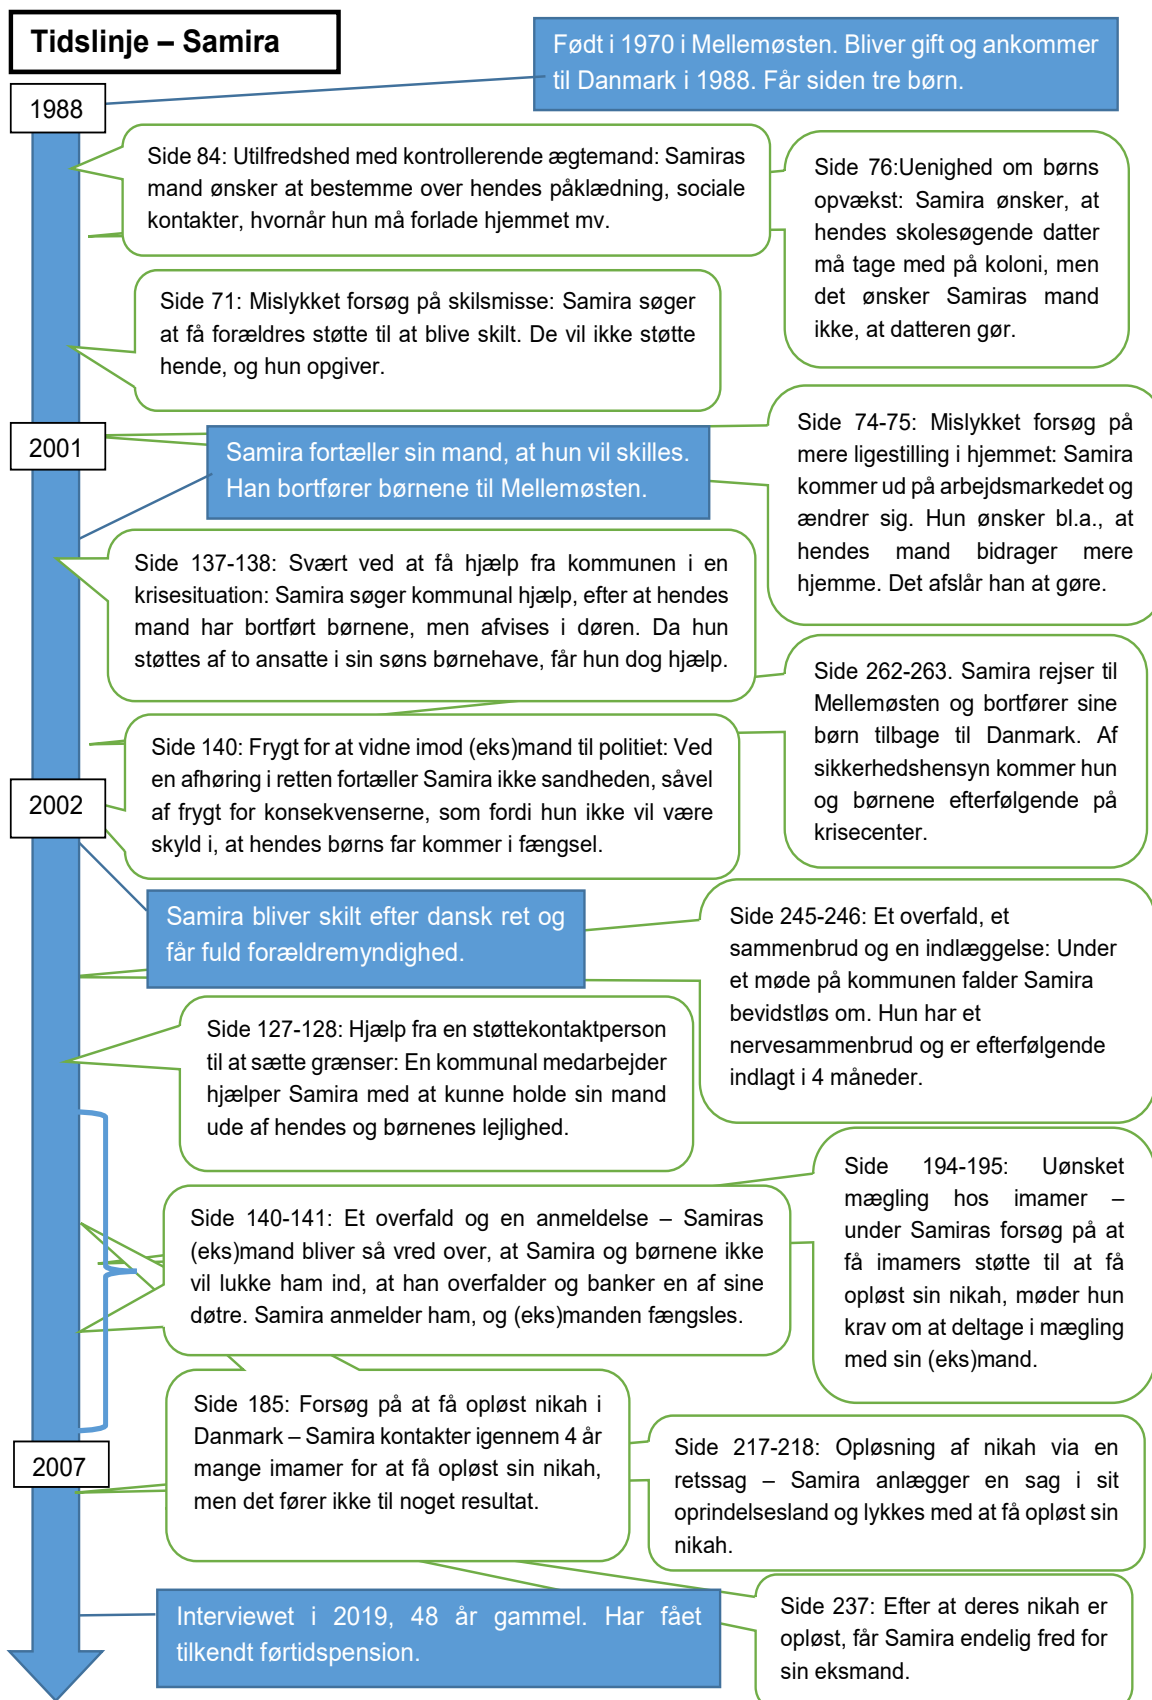 Tidslinje – Samira
Født i 1970 i Mellemøsten. Bliver gift og ankommer
til Danmark i 1988. Får siden tre børn.
1988
Side 84: Utilfredshed med kontrollerende ægtemand: Samiras
mand ønsker at bestemme over hendes påklædning, sociale
kontakter, hvornår hun må forlade hjemmet mv.
Side 76:Uenighed om børns
opvækst: Samira ønsker, at
hendes skolesøgende datter
må tage med på koloni, men
det ønsker Samiras mand
ikke, at datteren gør.
Side 71: Mislykket forsøg på skilsmisse: Samira søger
at få forældres støtte til at blive skilt. De vil ikke støtte
hende, og hun opgiver.
2001
Side 74-75: Mislykket forsøg på
mere ligestilling i hjemmet: Samira
kommer ud på arbejdsmarkedet og
ændrer sig. Hun ønsker bl.a., at
hendes mand bidrager mere
hjemme. Det afslår han at gøre.
Samira fortæller sin mand, at hun vil skilles.
Han bortfører børnene til Mellemøsten.
Side 137-138: Svært ved at få hjælp fra kommunen i en
krisesituation: Samira søger kommunal hjælp, efter at hendes
mand har bortført børnene, men afvises i døren. Da hun
støttes af to ansatte i sin søns børnehave, får hun dog hjælp.
Side 262-263. Samira rejser til
Mellemøsten og bortfører sine
børn tilbage til Danmark. Af
sikkerhedshensyn kommer hun
og børnene efterfølgende på
krisecenter.
Side 140: Frygt for at vidne imod (eks)mand til politiet: Ved
en afhøring i retten fortæller Samira ikke sandheden, såvel
af frygt for konsekvenserne, som fordi hun ikke vil være
skyld i, at hendes børns far kommer i fængsel.
2002
Samira bliver skilt efter dansk ret og
får fuld forældremyndighed.
Side 245-246: Et overfald, et
sammenbrud og en indlæggelse: Under
et møde på kommunen falder Samira
bevidstløs om. Hun har et
nervesammenbrud og er efterfølgende
indlagt i 4 måneder.
Side 127-128: Hjælp fra en støttekontaktperson
til at sætte grænser: En kommunal medarbejder
hjælper Samira med at kunne holde sin mand
ude af hendes og børnenes lejlighed.
Side 194-195: Uønsket
mægling hos imamer –
under Samiras forsøg på at
få imamers støtte til at få
opløst sin nikah, møder hun
krav om at deltage i mægling
med sin (eks)mand.
Side 140-141: Et overfald og en anmeldelse – Samiras
(eks)mand bliver så vred over, at Samira og børnene ikke
vil lukke ham ind, at han overfalder og banker en af sine
døtre. Samira anmelder ham, og (eks)manden fængsles.
Side 185: Forsøg på at få opløst nikah i
Danmark – Samira kontakter igennem 4 år
mange imamer for at få opløst sin nikah,
men det fører ikke til noget resultat.
2007
Side 217-218: Opløsning af nikah via en
retssag – Samira anlægger en sag i sit
oprindelsesland og lykkes med at få opløst sin
nikah.
Interviewet i 2019, 48 år gammel. Har fået
tilkendt førtidspension.
Side 237: Efter at deres nikah er
opløst, får Samira endelig fred for
sin eksmand.